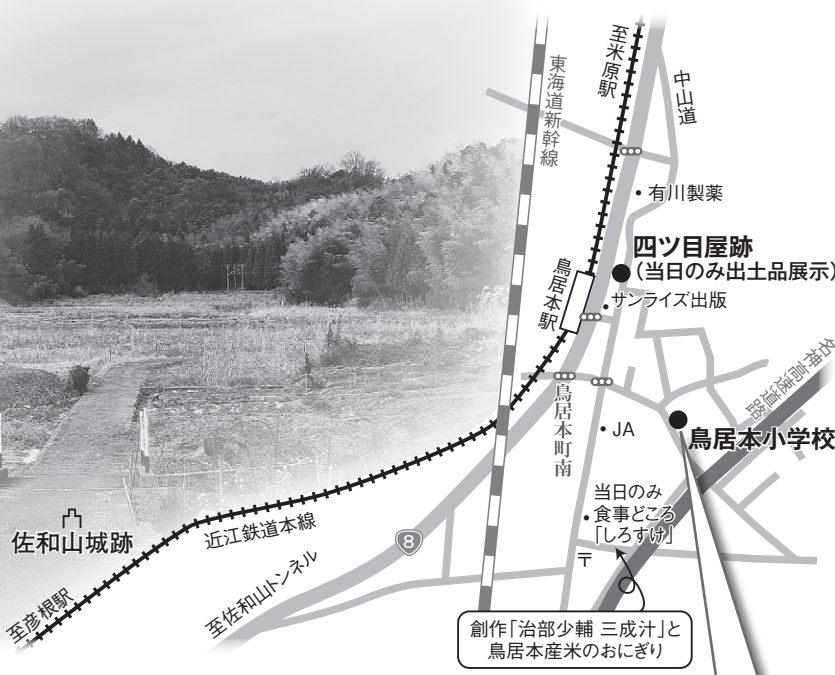 至米原駅
東海道新幹線
中山道
有川製薬
四ツ目屋跡
(当日のみ出土品展示)
鳥居本駅
サンライズ出版
名神高速道路
鳥居本町南
JA
鳥居本小学校
当日のみ
食事どころ
「しろすけ」
佐和山城跡
近江鉄道本線
8
〒
至佐和山トンネル
至彦根駅
創作「治部少輔 三成汁」と
鳥居本産米のおにぎり